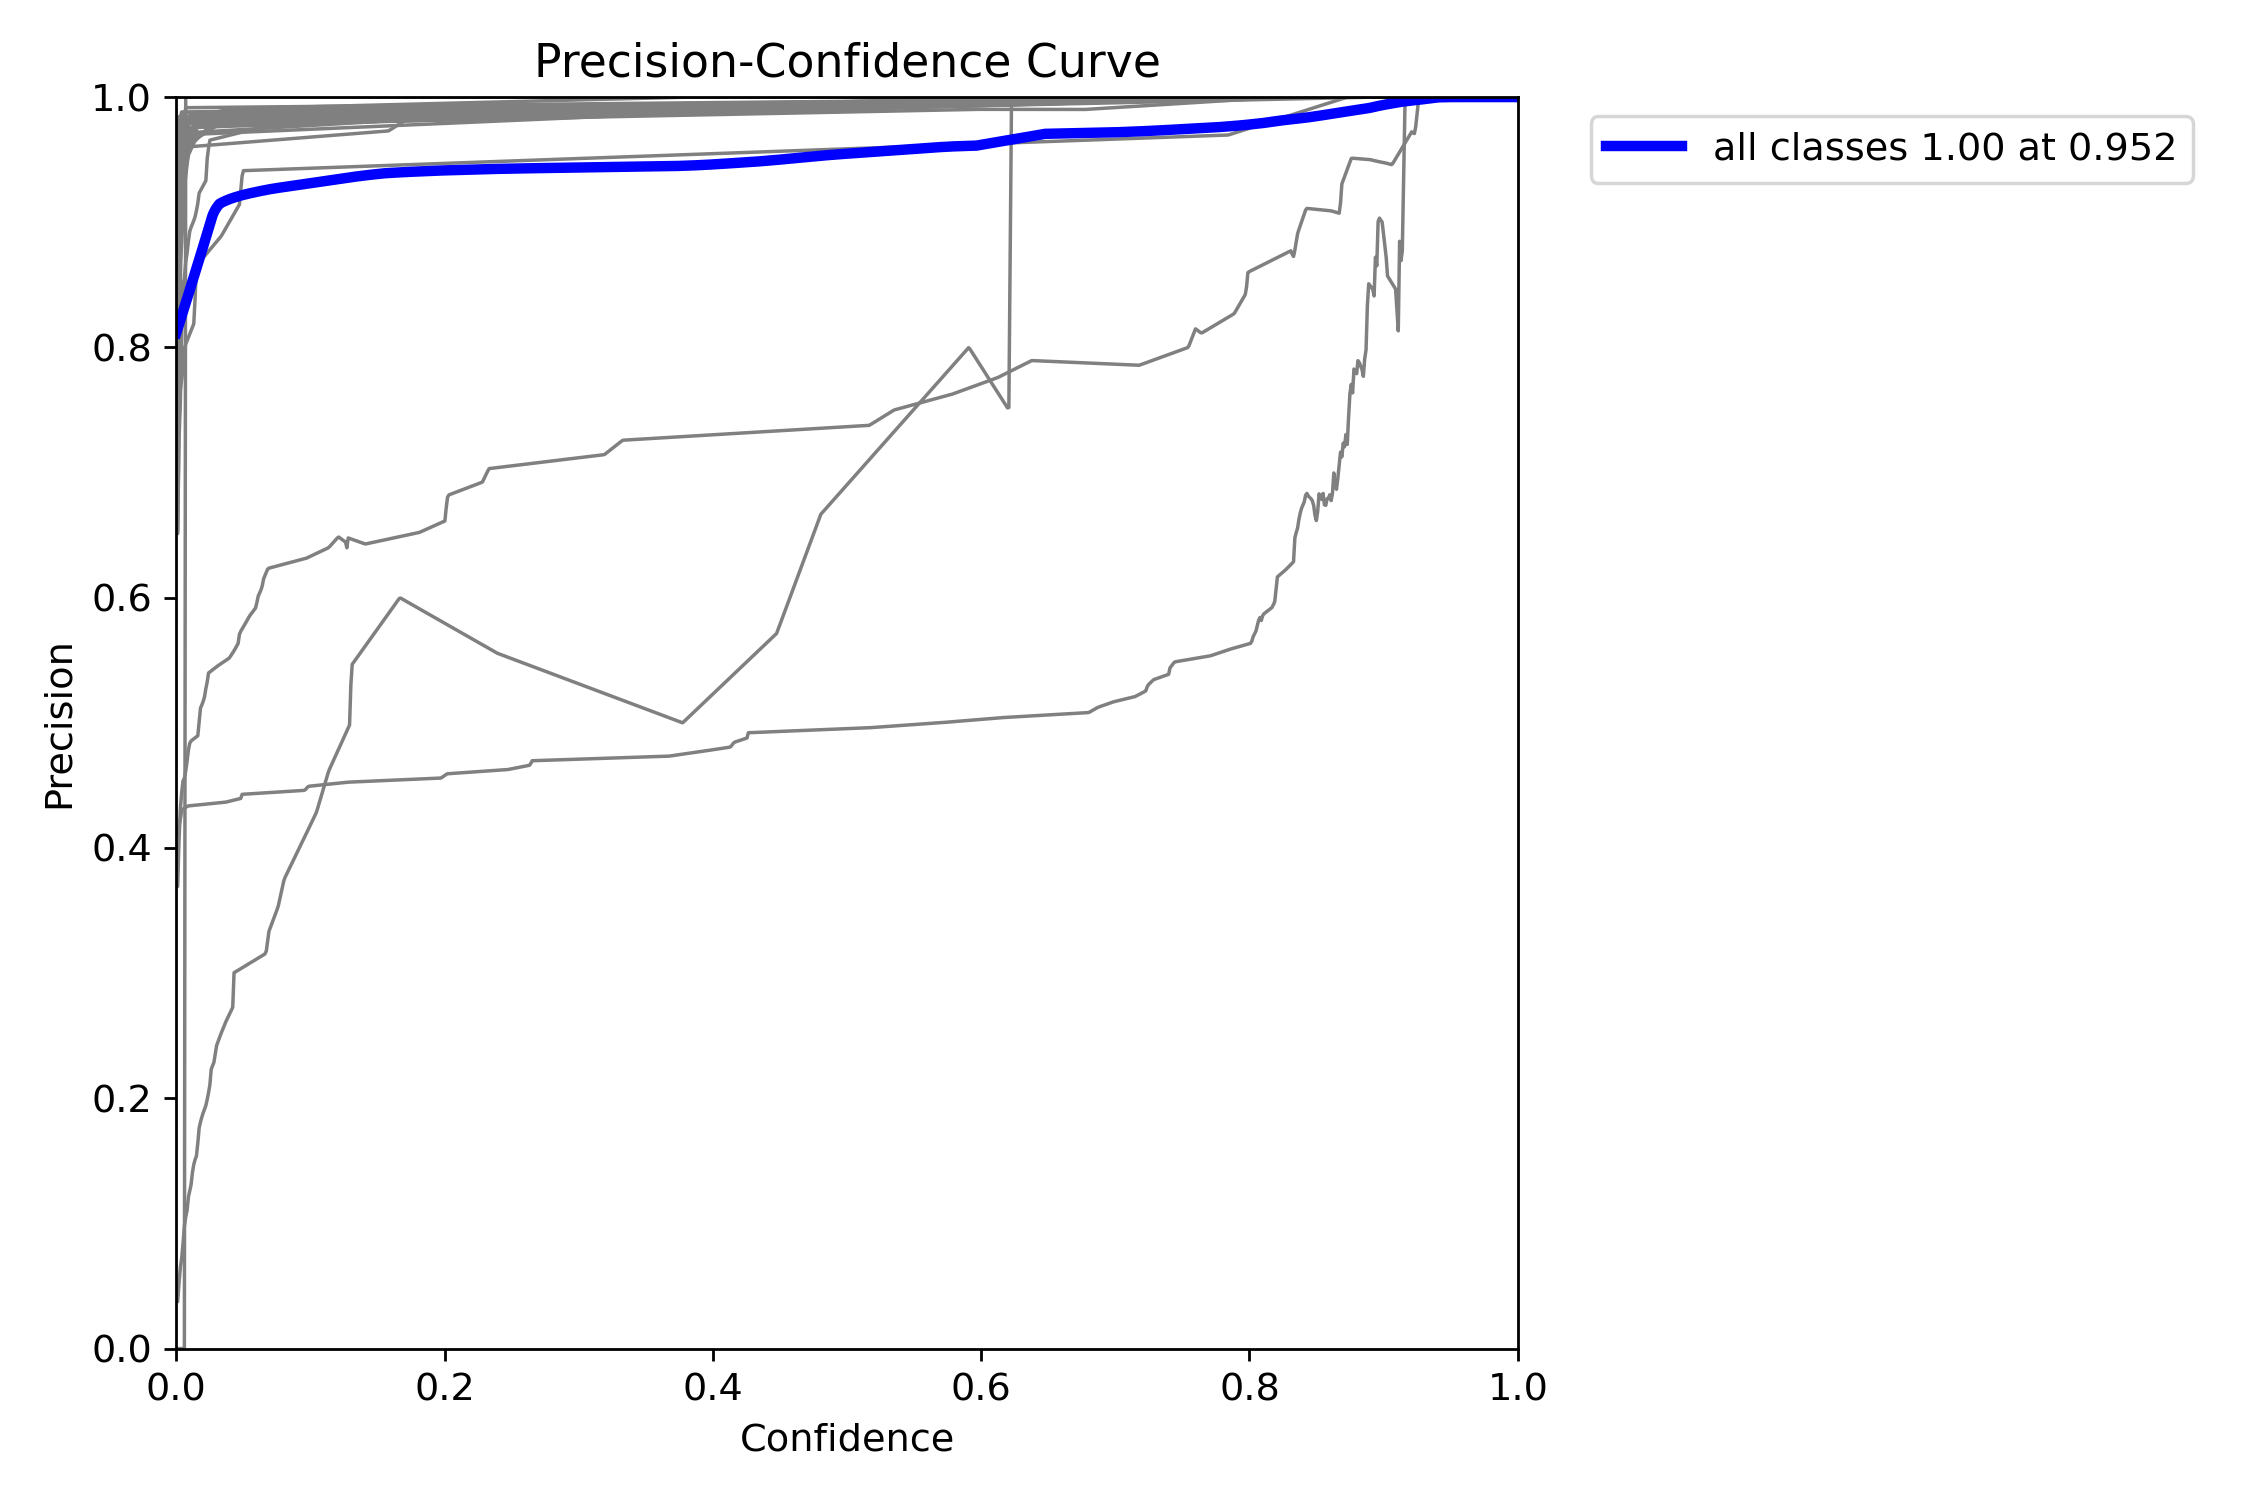 Precision-Confidence Curve
all classes 1.00 at 0.952
Precision
1.0
0.8
0.6
0.4
0.2
0.0
0.0 0.2 0.4 0.6 0.8 1.0
Confidence